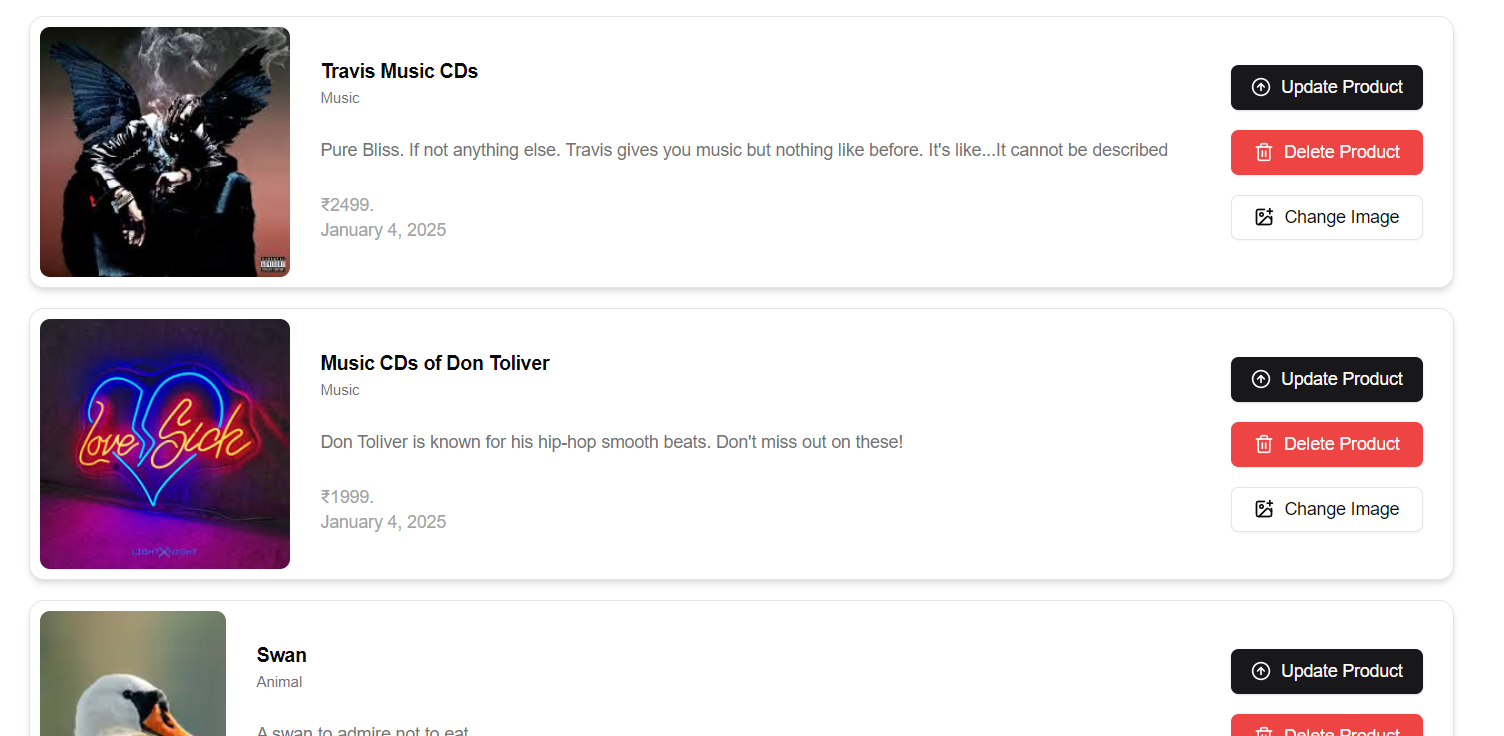 Travis Music CDs
Music
Pure Bliss. If not anything else. Travis gives you music but nothing like before. It's like...It cannot be described
₹2499.
January 4, 2025
Update Product
Delete Product
Change Image
Love Sick
LIGHT X NIGHT
Music CDs of Don Toliver
Music
Don Toliver is known for his hip-hop smooth beats. Don't miss out on these!
₹1999.
January 4, 2025
Update Product
Delete Product
Change Image
Swan
Animal
A swan to admire not to eat
Update Product
Delete Product